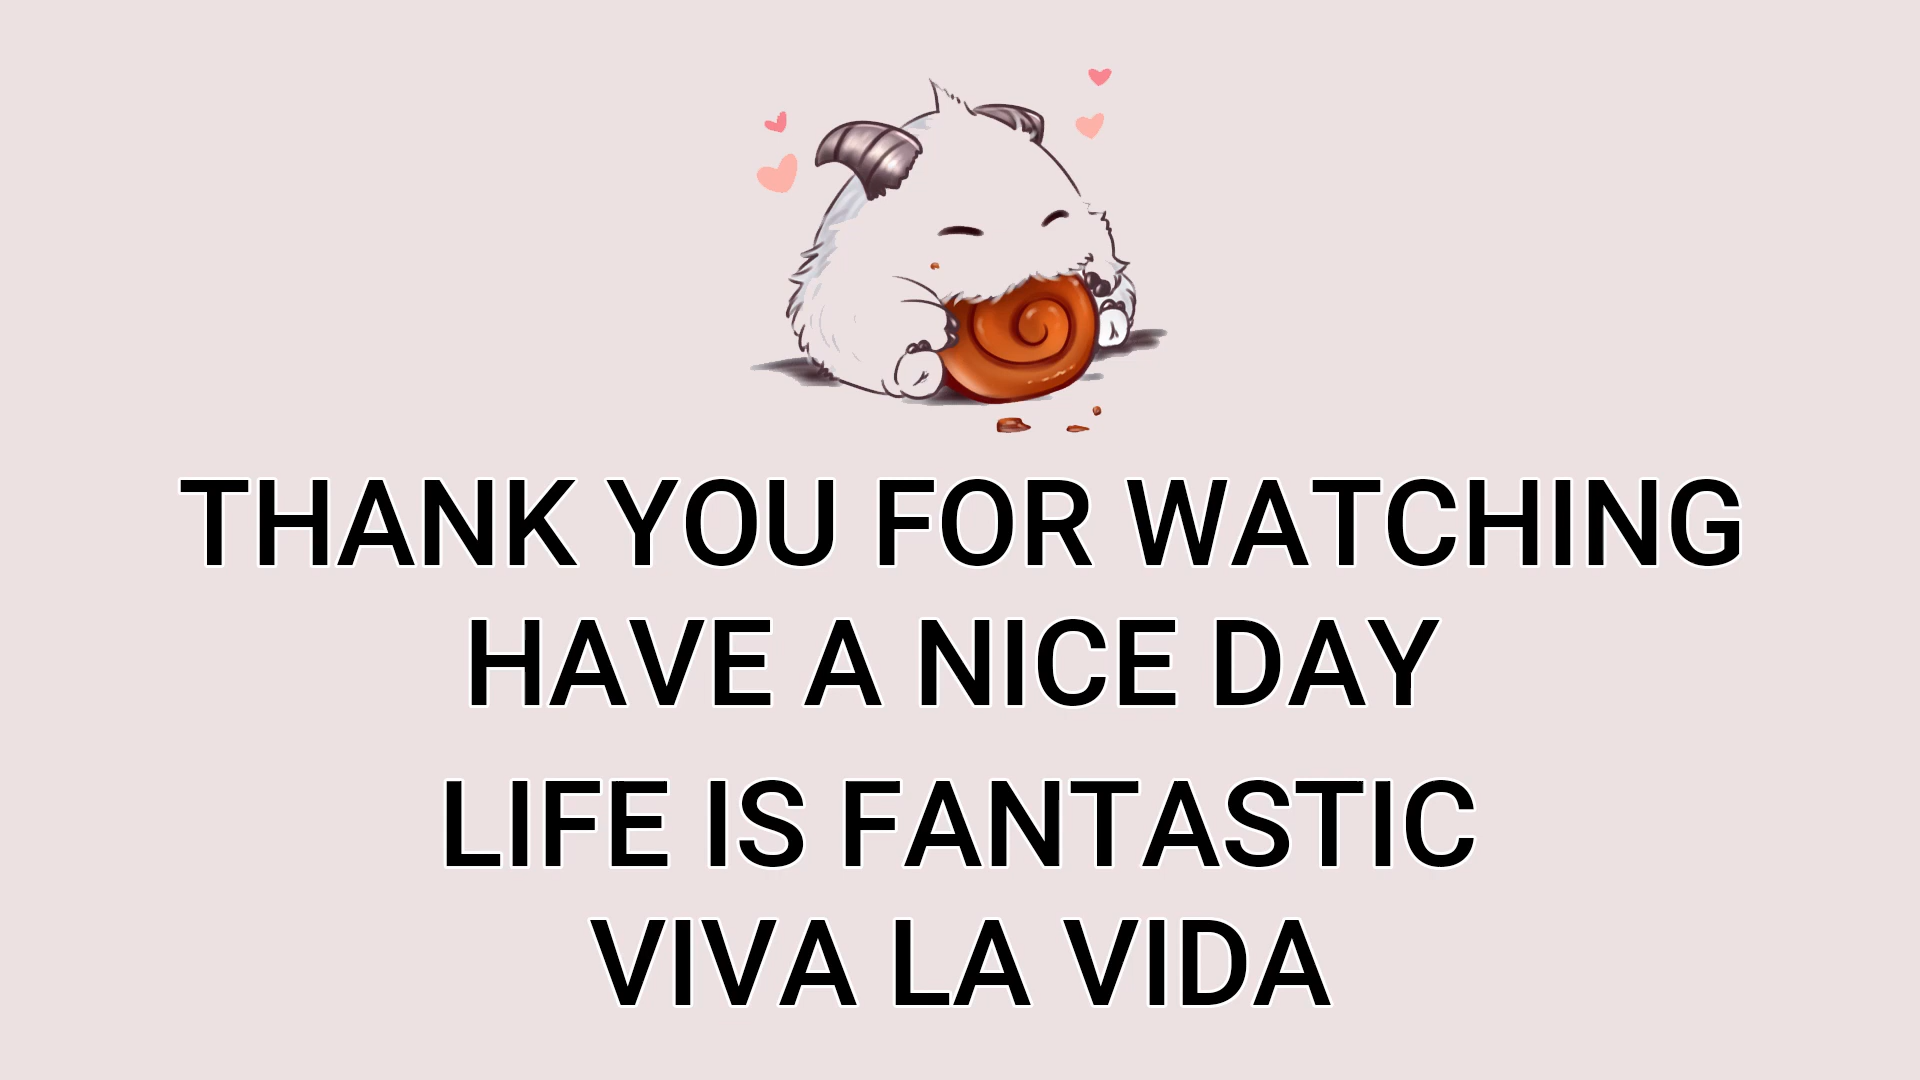 THANK YOU FOR WATCHING
HAVE A NICE DAY
LIFE IS FANTASTIC
VIVA LA VIDA